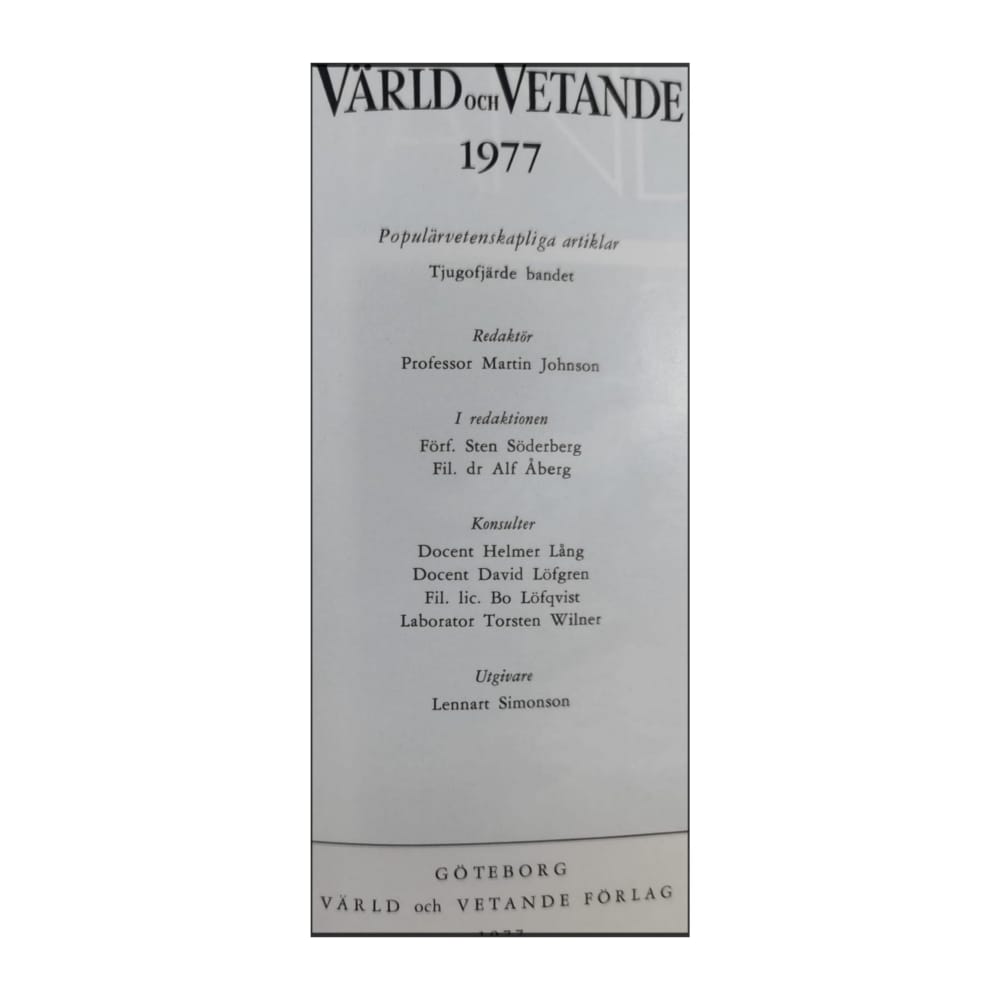 VÄRLD OCH VETANDE
1977
Populärvetenskapliga artiklar
Tjugofjärde bandet
Redaktör
Professor Martin Johnson
I redaktionen
Förf. Sten Söderberg
Fil. dr Alf Åberg
Konsulter
Docent Helmer Lång
Docent David Löfgren
Fil. lic. Bo Löfqvist
Laborator Torsten Wilner
Utgivare
Lennart Simonson
GÖTEBORG
VÄRLD och VETANDE FÖRLAG